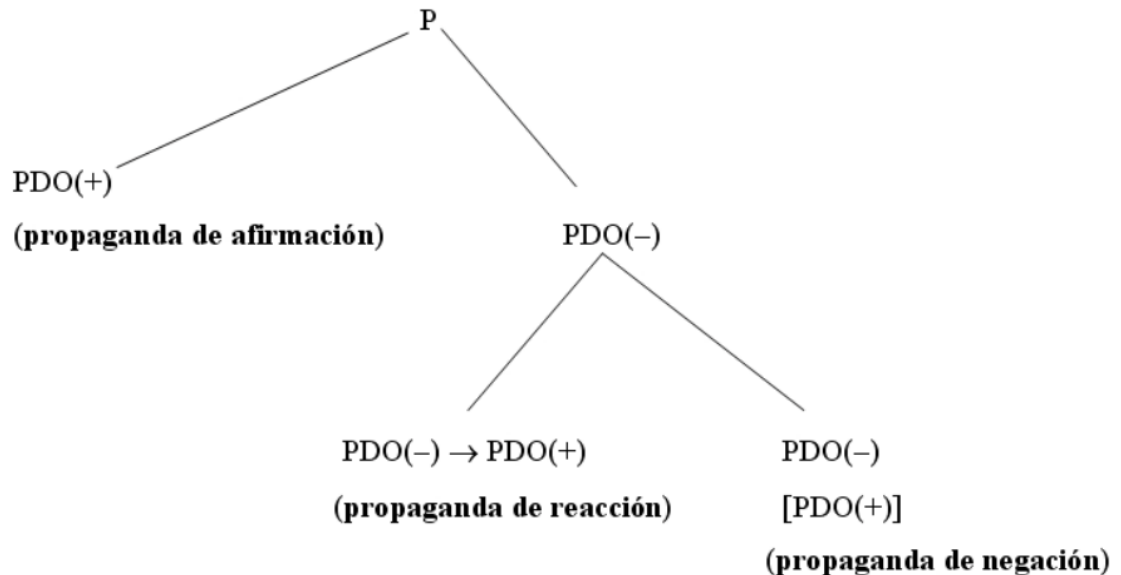 P
PDO(+)
(propaganda de afirmación)
PDO(–)
PDO(–) → PDO(+)
(propaganda de reacción)
PDO(–)
[PDO(+)]
(propaganda de negación)